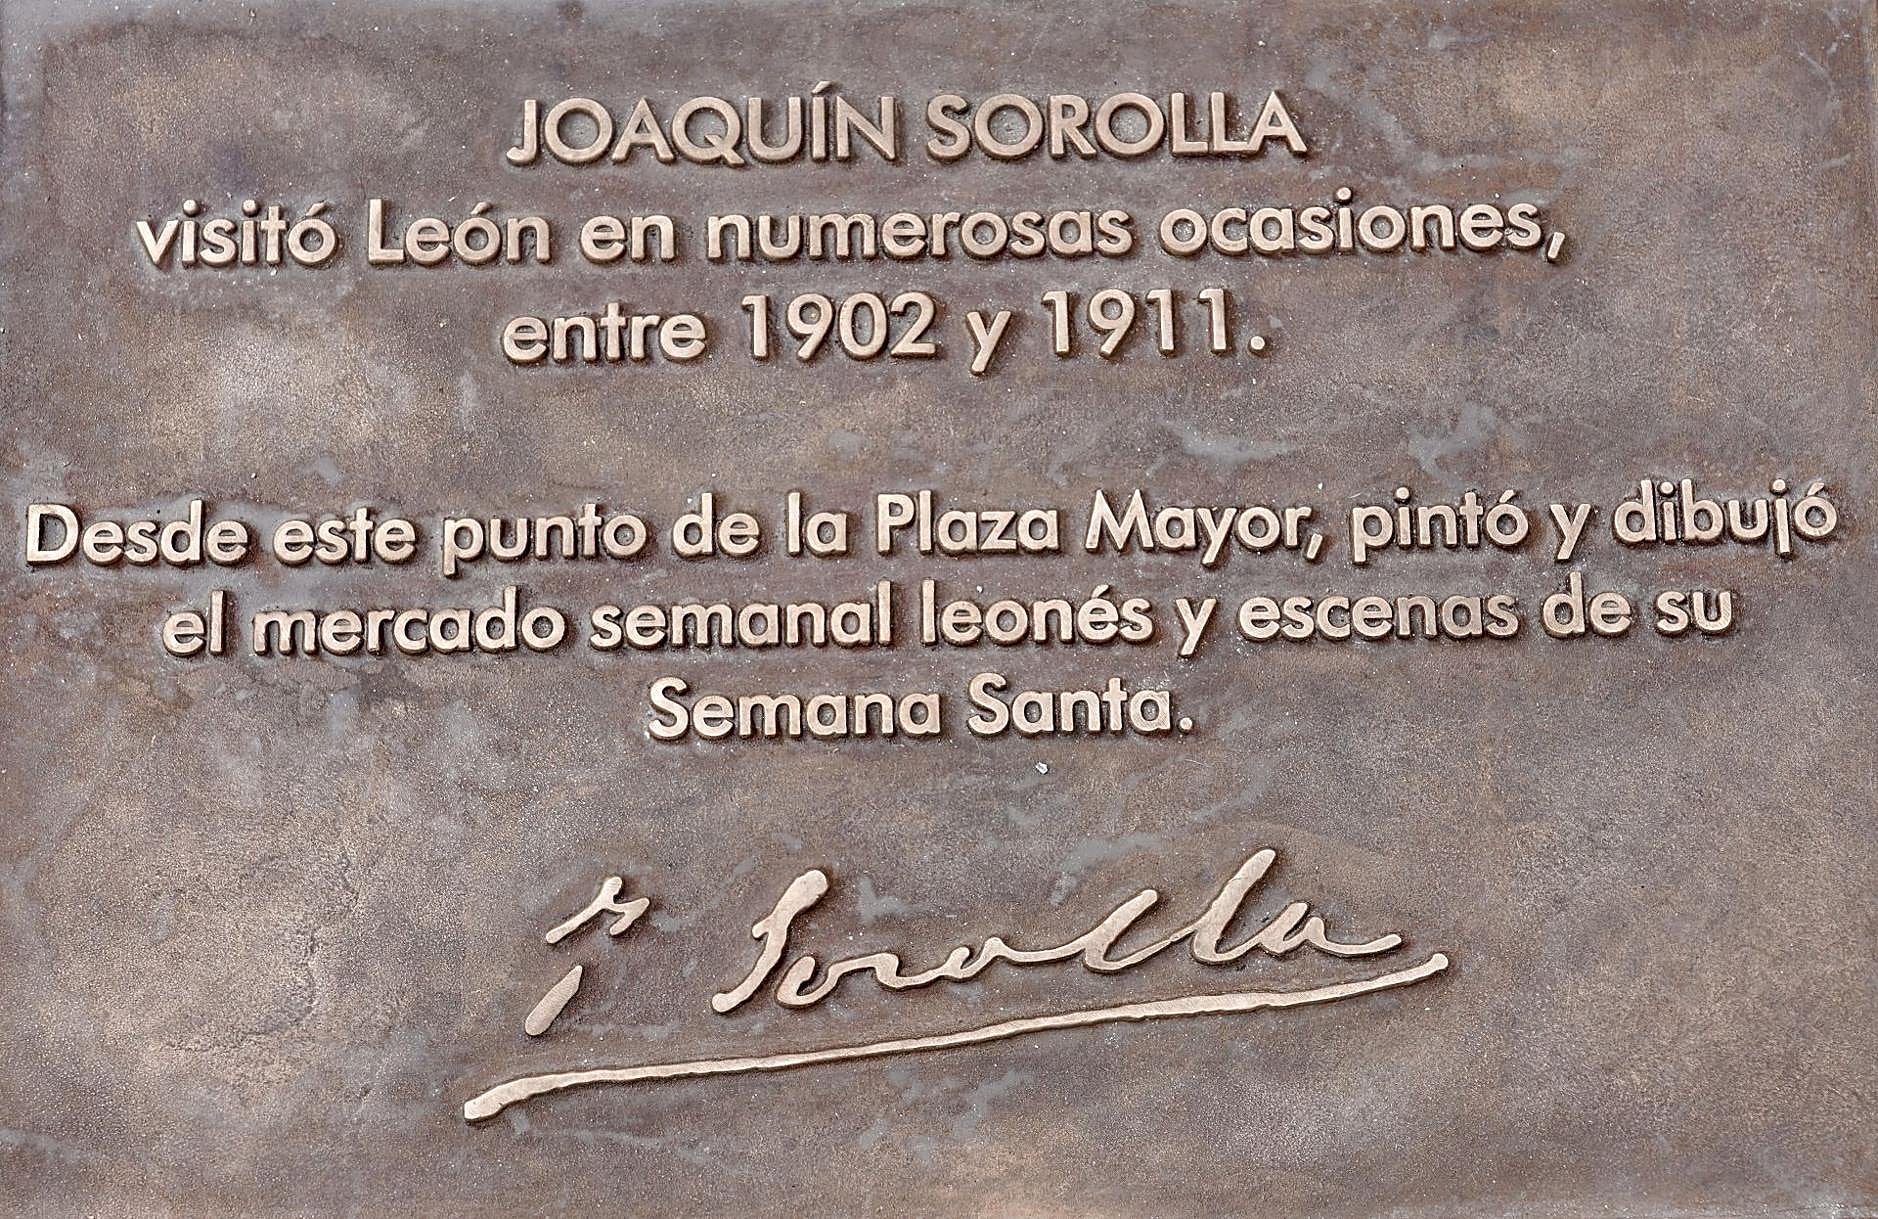 JOAQUÍN SOROLLA
visitó León en numerosas ocasiones,
entre 1902 y 1911.
Desde este punto de la Plaza Mayor, pintó y dibujó
el mercado semanal leonés y escenas de su
Semana Santa.
J Sorolla